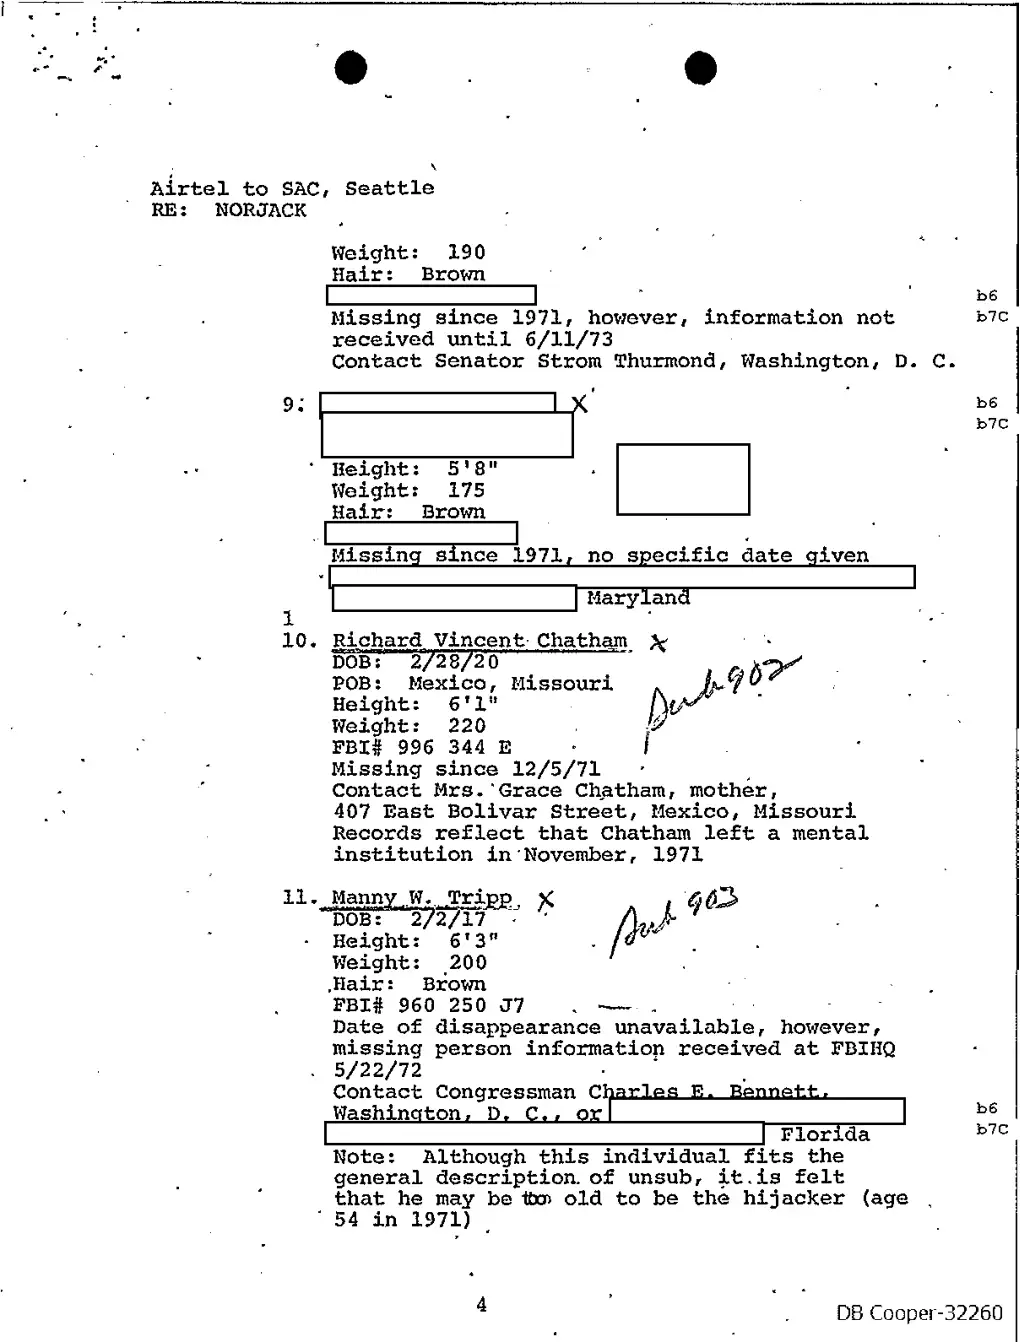 Airtel to SAC, Seattle
RE: NORJACK
Weight: 190
Hair: Brown
b6
Missing since 1971, however, information not
b7C
received until 6/11/73
Contact Senator Strom Thurmond, Washington, D. C.
9. X
b6
b7C
Height: 5'8"
Weight: 175
Hair: Brown
Missing since 1971, no specific date given
Maryland
1
10. Richard Vincent Chatham X
DOB: 2/28/20
POB: Mexico, Missouri
Sub 902
Height: 6'1"
Weight: 220
FBI# 996 344 E
Missing since 12/5/71
Contact Mrs. Grace Chatham, mother,
407 East Bolivar Street, Mexico, Missouri
Records reflect that Chatham left a mental
institution in November, 1971
11. Manny W. Tripp X
Sub 903
DOB: 2/2/17
Height: 6'3"
Weight: 200
Hair: Brown
FBI# 960 250 J7
Date of disappearance unavailable, however,
missing person information received at FBIHQ
5/22/72
Contact Congressman Charles E. Bennett,
Washington, D. C., or
b6
Florida
b7C
Note: Although this individual fits the
general description of unsub, it is felt
that he may be too old to be the hijacker (age
54 in 1971)
4
DB Cooper-32260